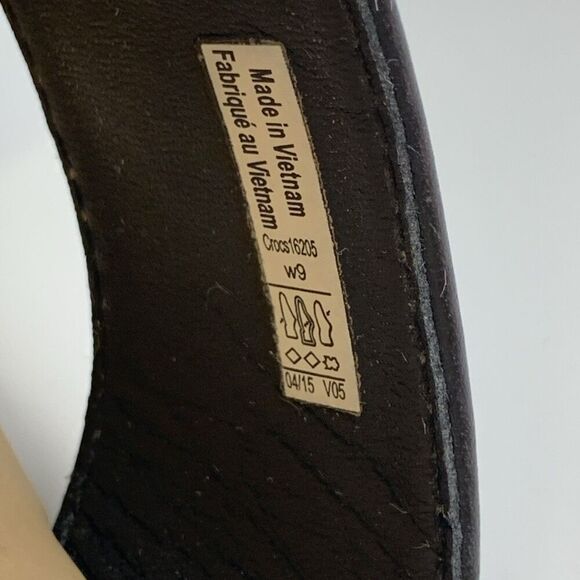 Made in Vietnam
Fabriqué au Vietnam
Crocs16205
w9
04/15 V05